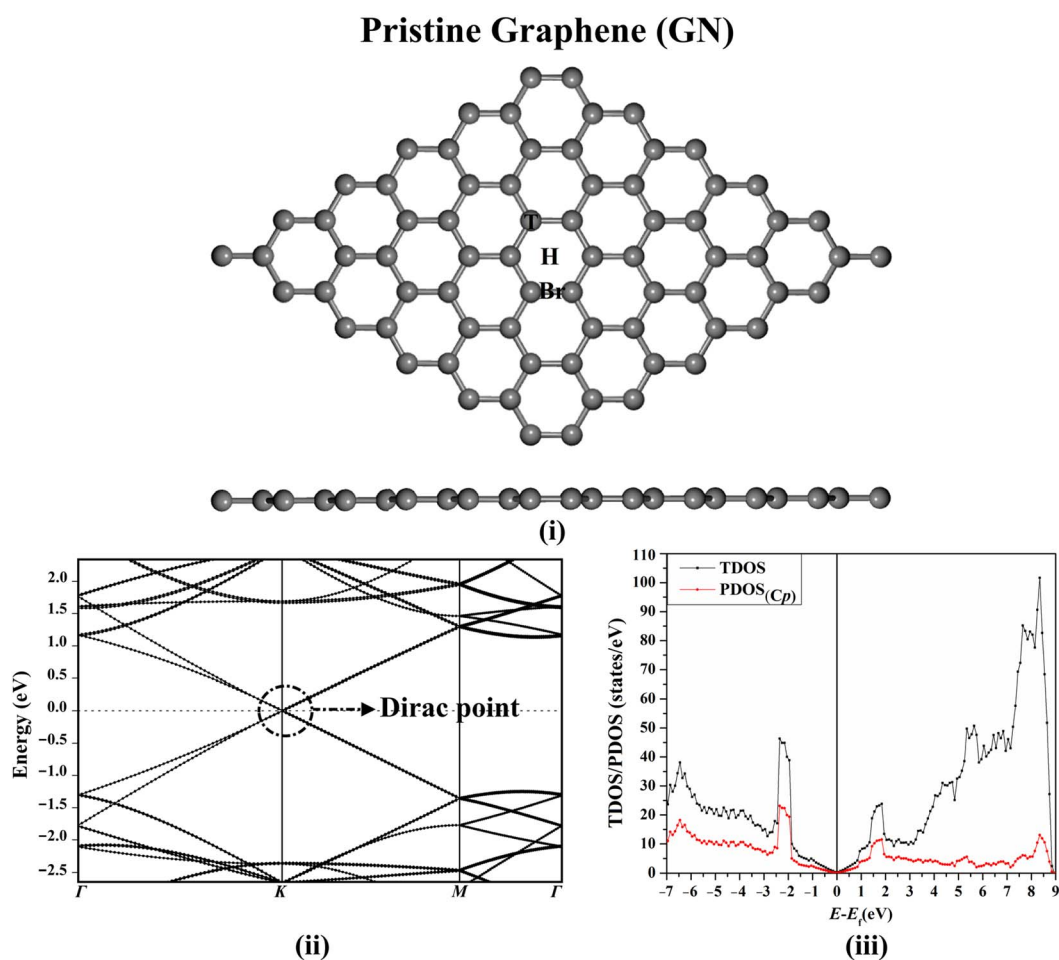 Pristine Graphene (GN)
T
H
Br
(i)
Energy (eV)
2.0
1.5
1.0
0.5
0.0
−0.5
−1.0
−1.5
−2.0
−2.5
Dirac point
Γ K M Γ
(ii)
TDOS/PDOS (states/eV)
110
100
90
80
70
60
50
40
30
20
10
0
TDOS
PDOS(Cp)
−7 −6 −5 −4 −3 −2 −1 0 1 2 3 4 5 6 7 8 9
E-Ef(eV)
(iii)